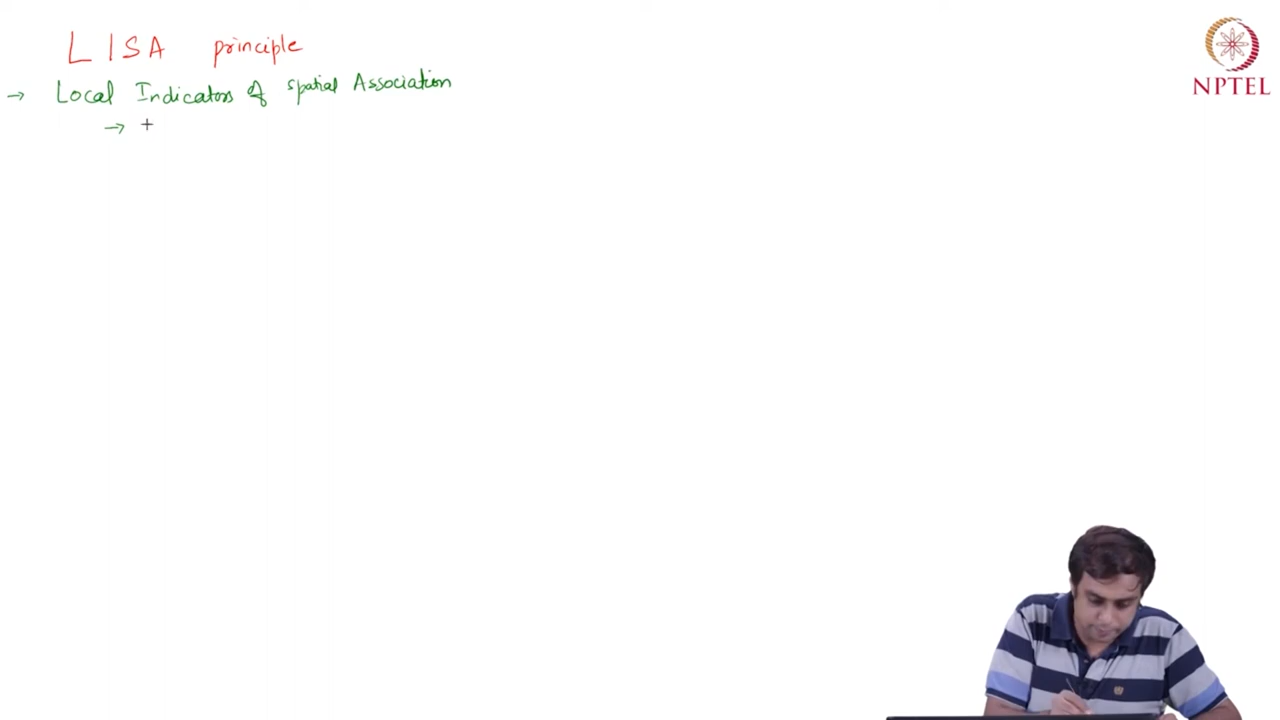 LISA principle
→ Local Indicators of spatial Association
→ +
NPTEL